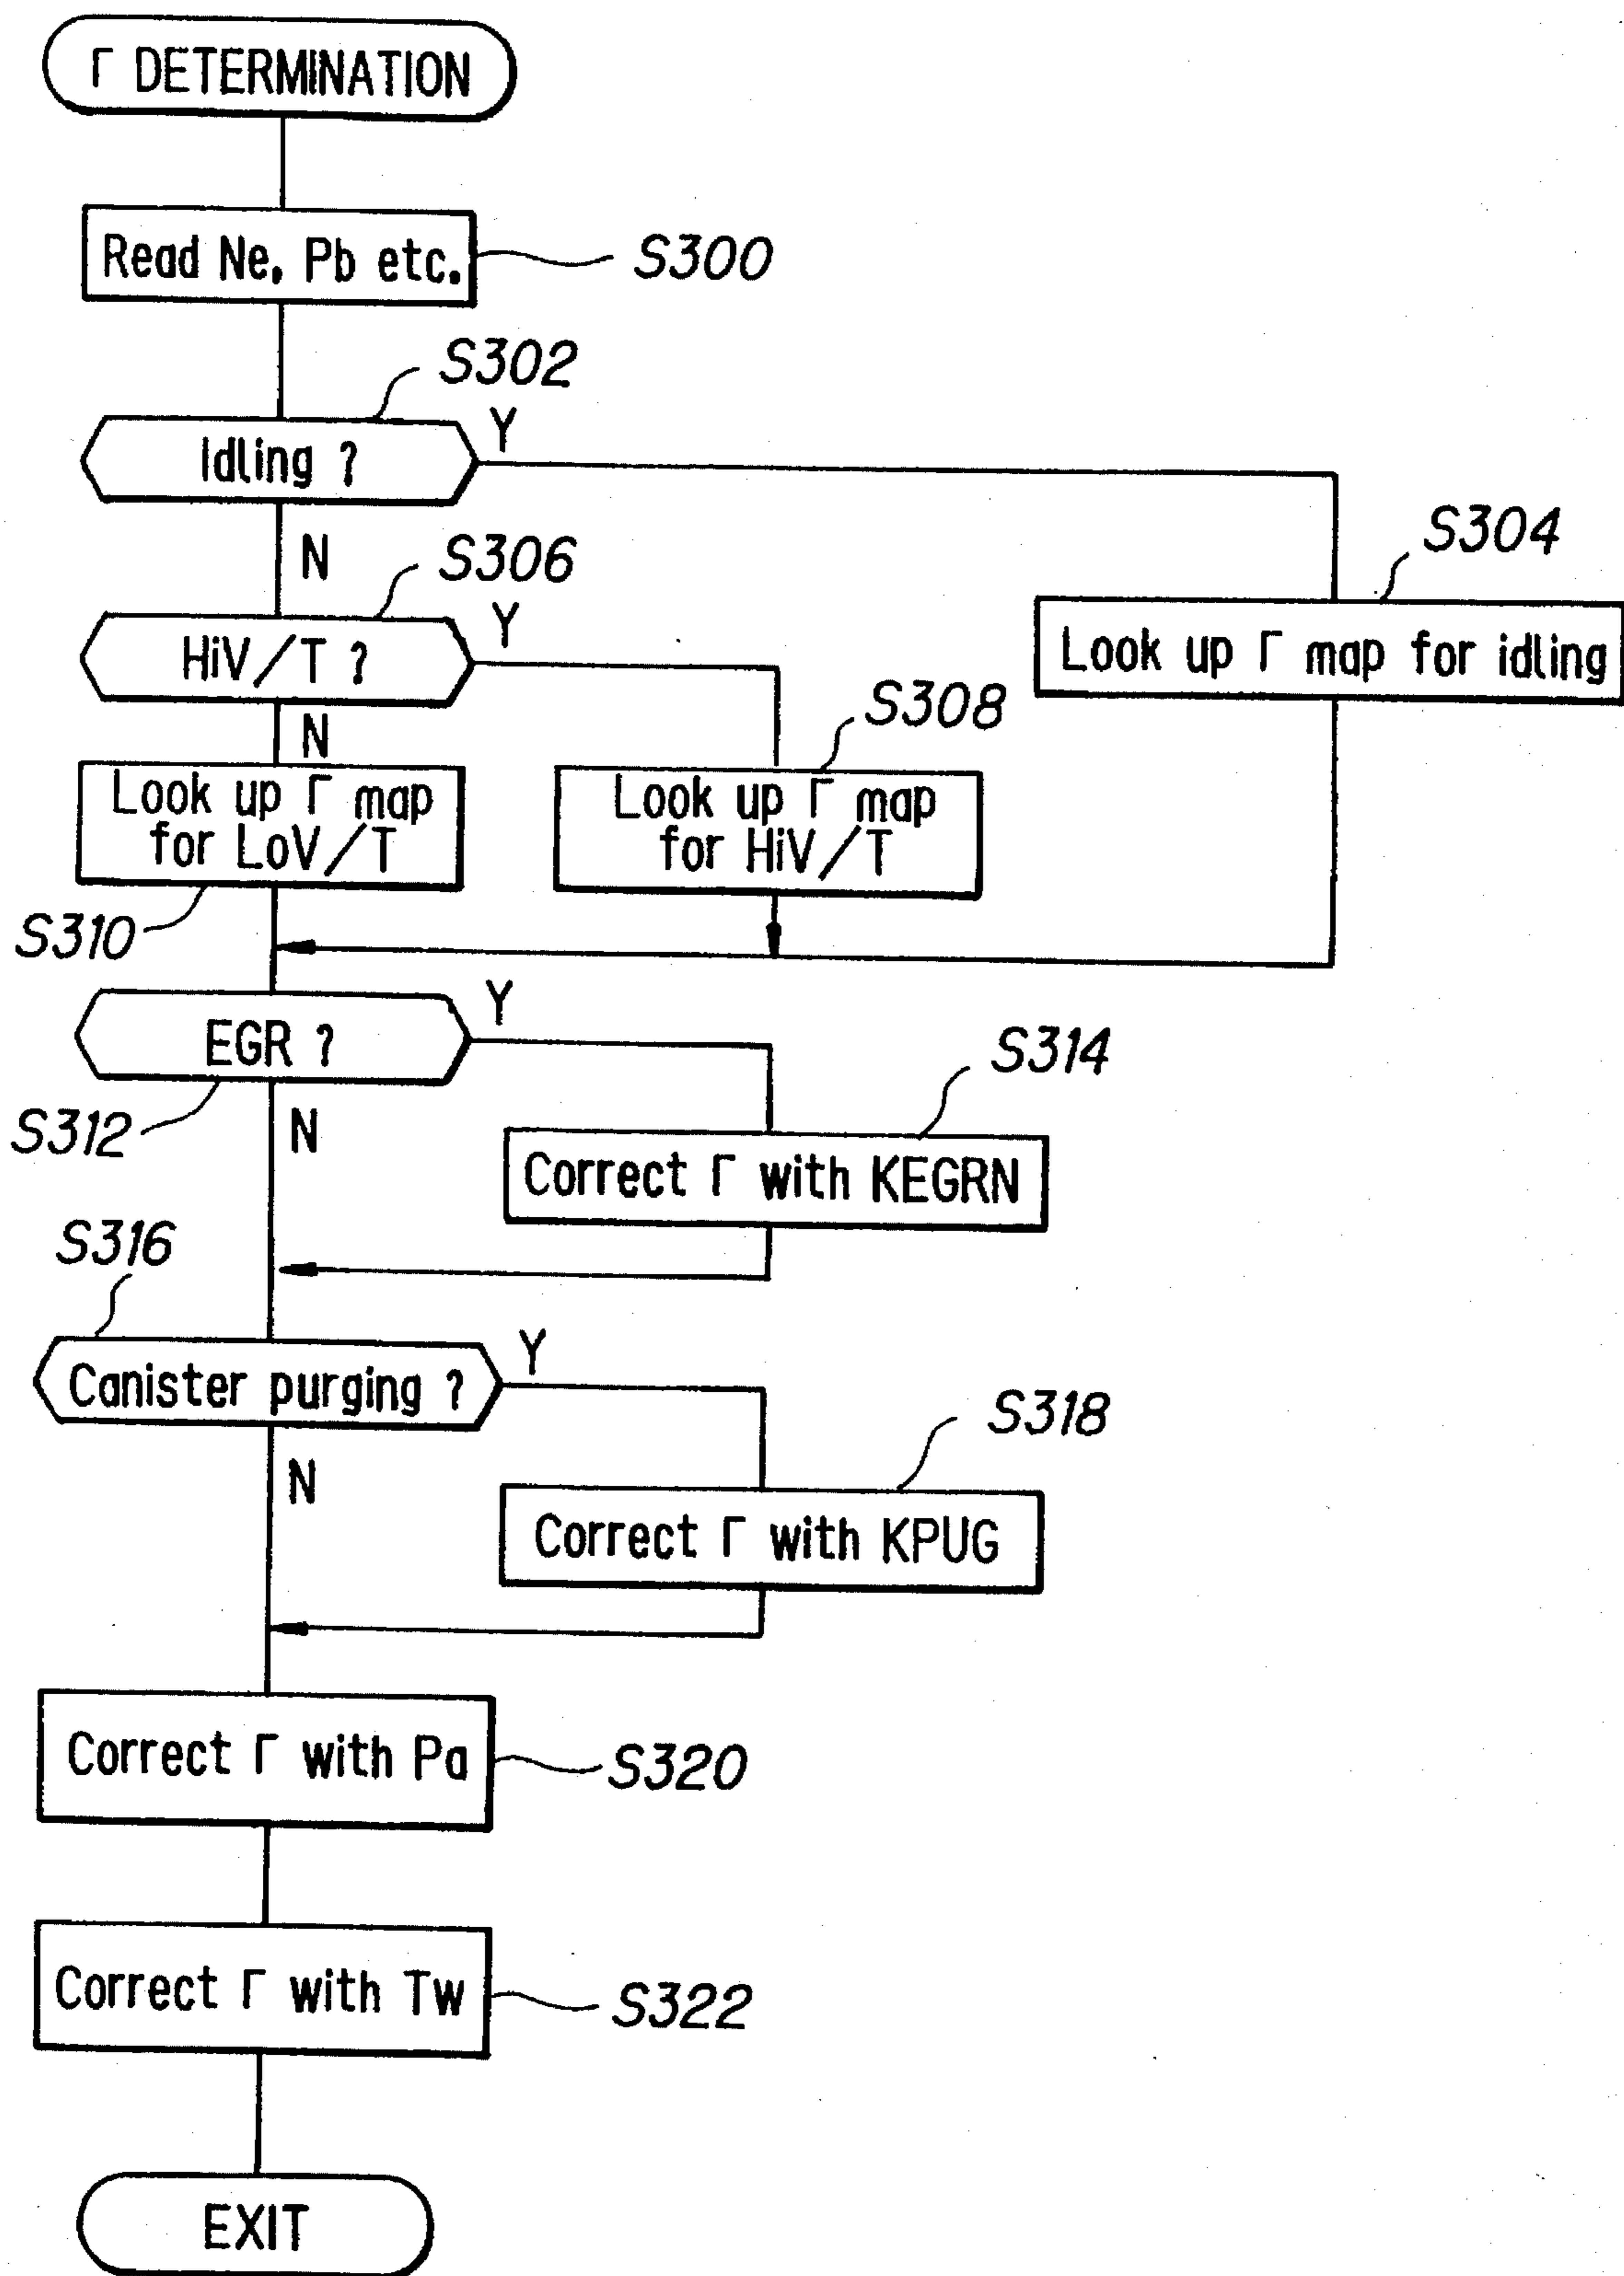 Γ DETERMINATION
Read Ne, Pb etc.
S300
S302
Idling ?
Y
N
S304
Look up Γ map for idling
S306
HiV/T ?
Y
N
S308
Look up Γ map
for HiV/T
Look up Γ map
for LoV/T
S310
EGR ?
Y
S312
N
S314
Correct Γ with KEGRN
S316
Canister purging ?
Y
N
S318
Correct Γ with KPUG
Correct Γ with Pa
S320
Correct Γ with Tw
S322
EXIT